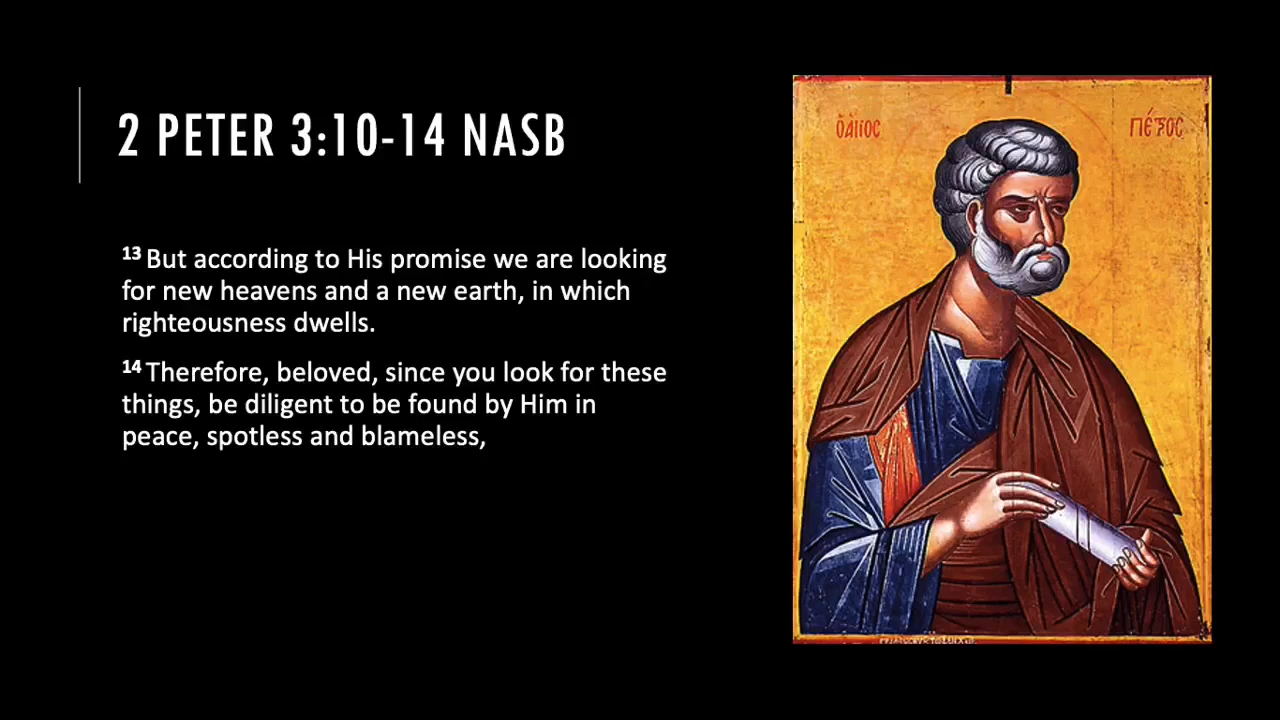 2 PETER 3:10-14 NASB
ὁ ἅγιος
Πέτρος
13 But according to His promise we are looking
for new heavens and a new earth, in which
righteousness dwells.
14 Therefore, beloved, since you look for these
things, be diligent to be found by Him in
peace, spotless and blameless,